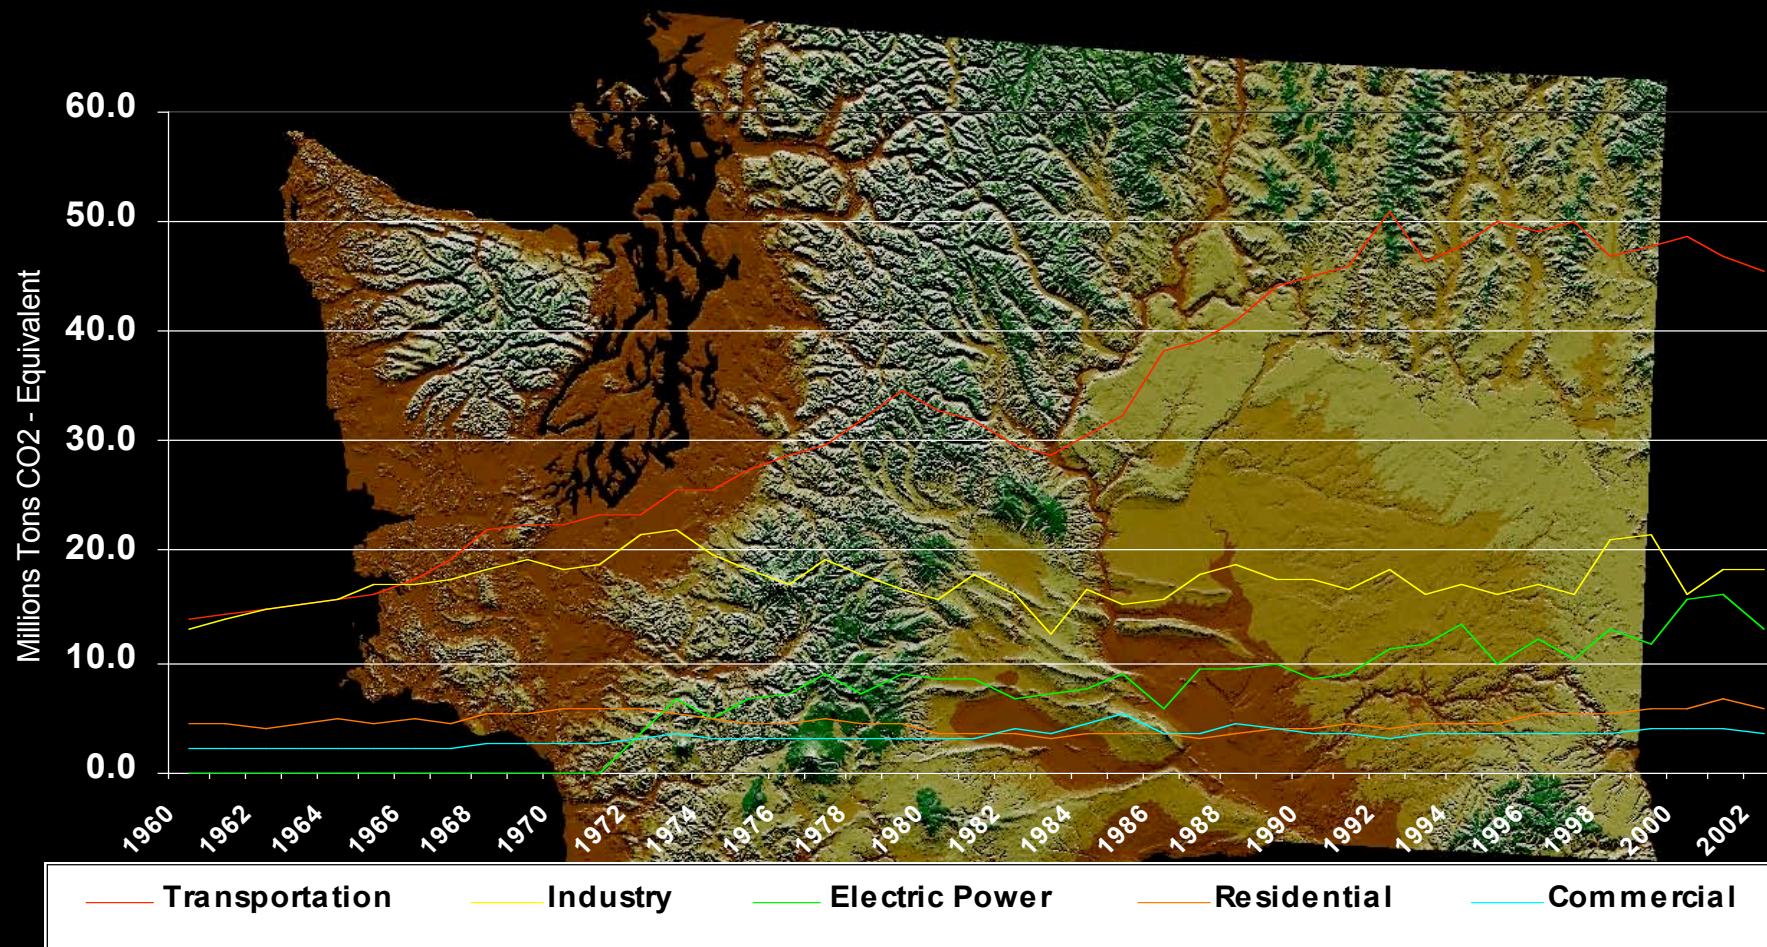 Millions Tons CO2 - Equivalent
60.0
50.0
40.0
30.0
20.0
10.0
0.0
1960 1962 1964 1966 1968 1970 1972 1974 1976 1978 1980 1982 1984 1986 1988 1990 1992 1994 1996 1998 2000 2002
Transportation Industry Electric Power Residential Commercial